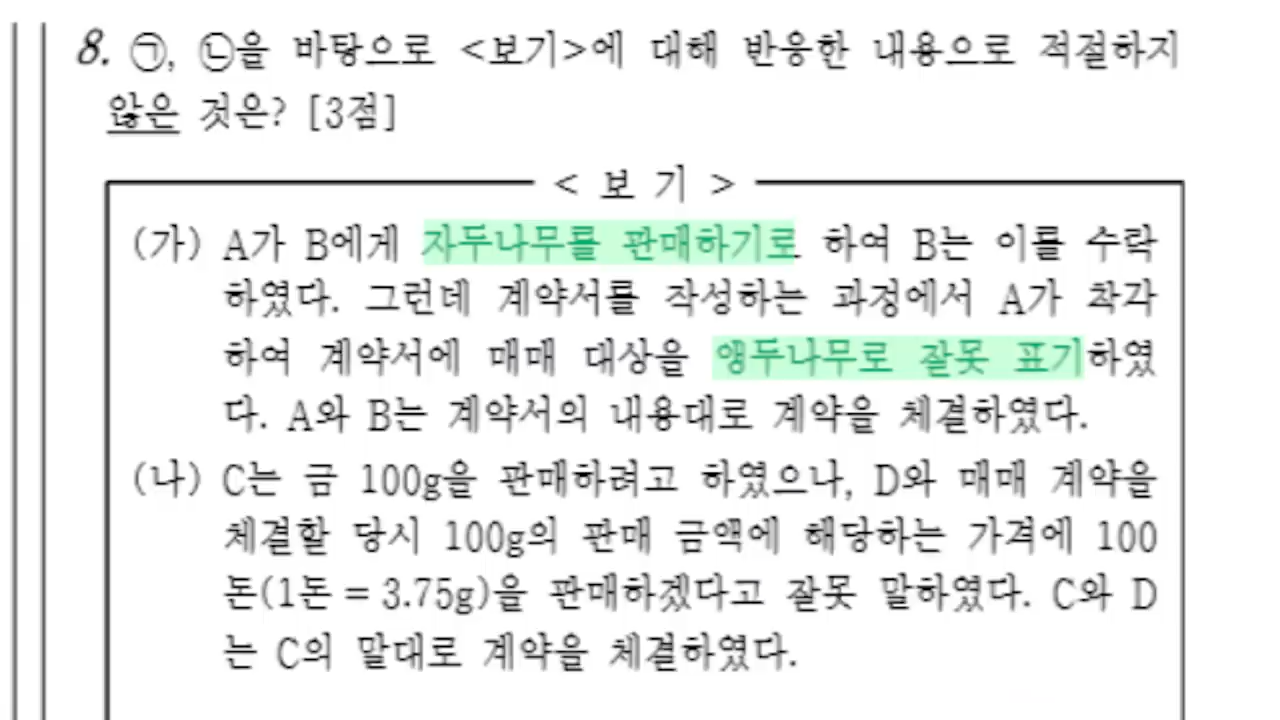 8. ㉠, ㉡을 바탕으로 <보기>에 대해 반응한 내용으로 적절하지
않은 것은? [3점]
< 보 기 >
(가) A가 B에게 자두나무를 판매하기로 하여 B는 이를 수락
하였다. 그런데 계약서를 작성하는 과정에서 A가 착각
하여 계약서에 매매 대상을 앵두나무로 잘못 표기하였
다. A와 B는 계약서의 내용대로 계약을 체결하였다.
(나) C는 금 100g을 판매하려고 하였으나, D와 매매 계약을
체결할 당시 100g의 판매 금액에 해당하는 가격에 100
돈(1돈 = 3.75g)을 판매하겠다고 잘못 말하였다. C와 D
는 C의 말대로 계약을 체결하였다.